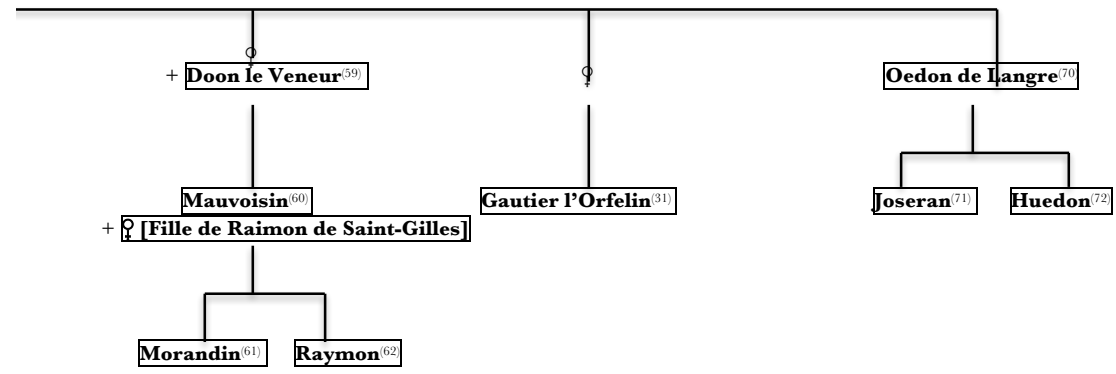 ♀
+ Doon le Veneur(59)
♀
Oedon de Langre(70)
Mauvoisin(60)
+ ♀ [Fille de Raimon de Saint-Gilles]
Gautier l’Orfelin(31)
Joseran(71)
Huedon(72)
Morandin(61)
Raymon(62)